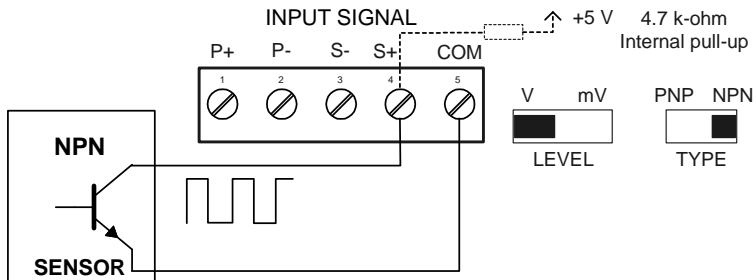 INPUT SIGNAL
+5 V
4.7 k-ohm
Internal pull-up
P+ P- S- S+ COM
1 2 3 4 5
V mV
LEVEL
PNP NPN
TYPE
NPN
SENSOR